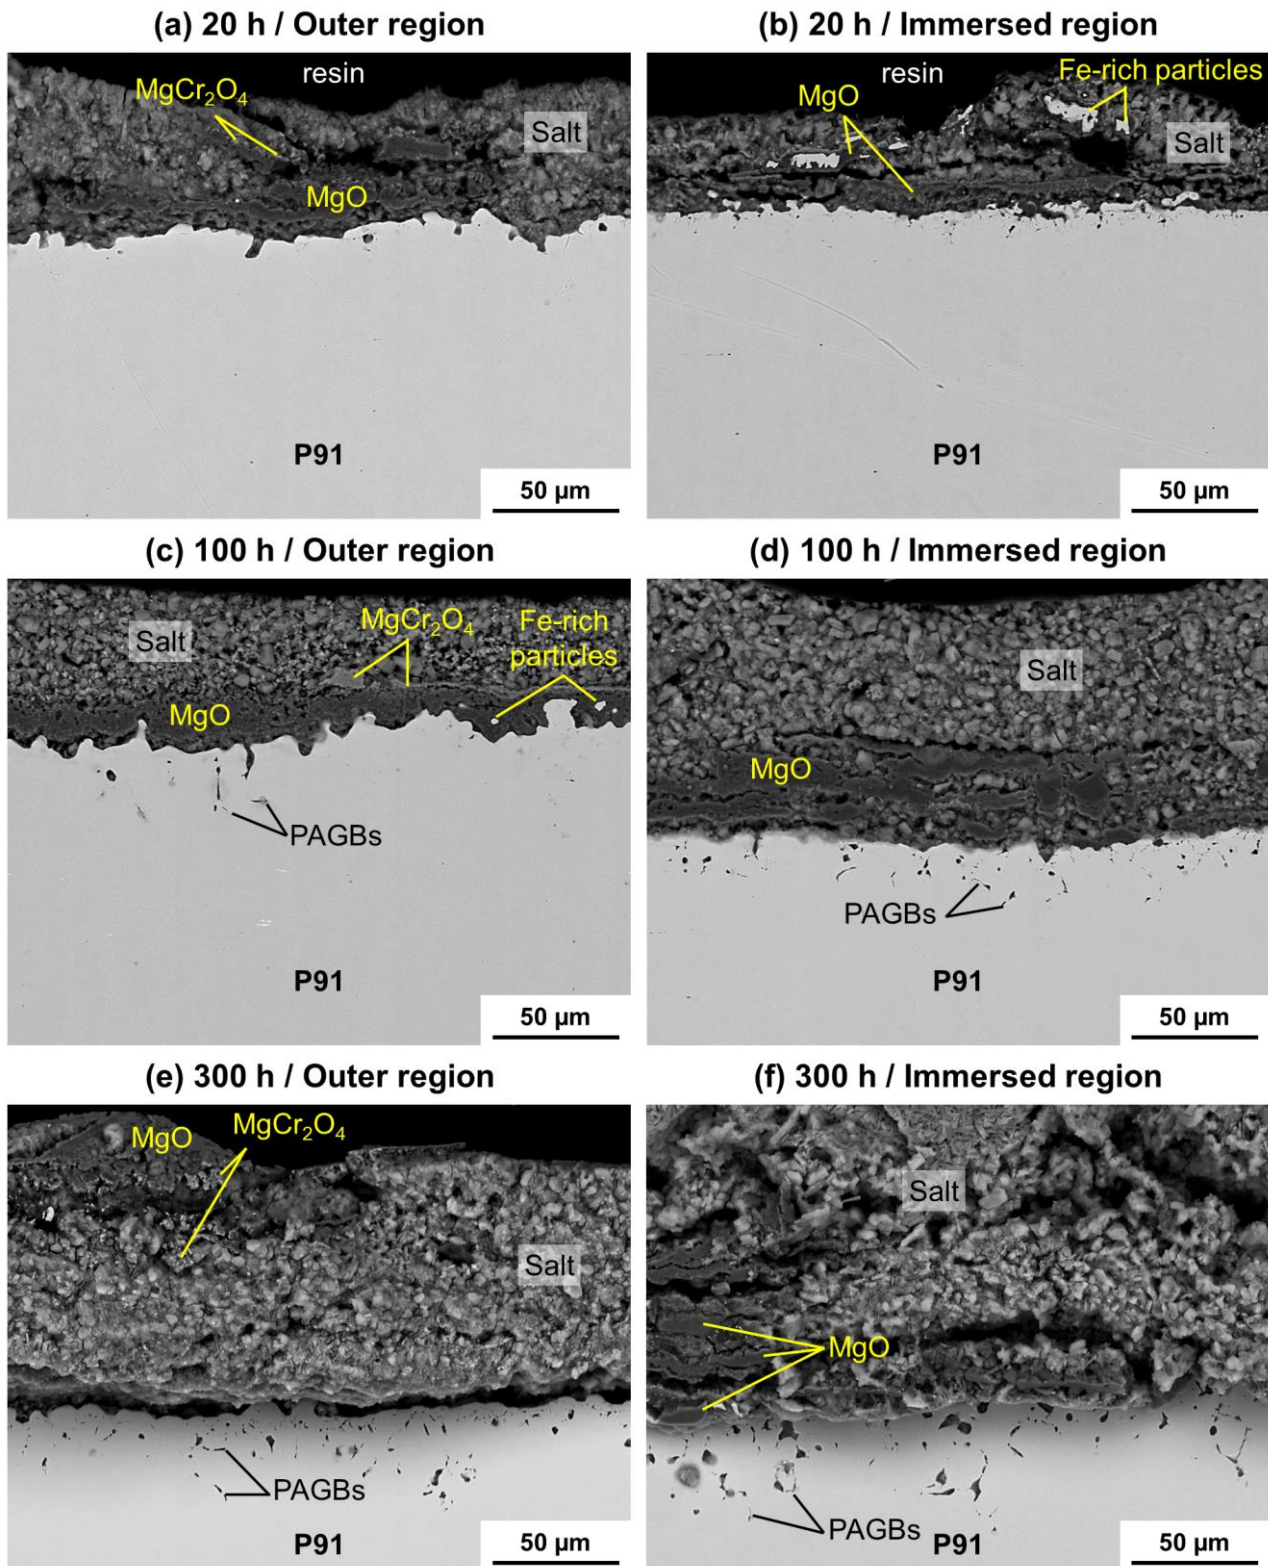 (a) 20 h / Outer region
resin
MgCr₂O₄
Salt
MgO
P91
50 µm
(b) 20 h / Immersed region
resin
Fe-rich particles
MgO
Salt
P91
50 µm
(c) 100 h / Outer region
MgCr₂O₄
Fe-rich
particles
Salt
MgO
PAGBs
P91
50 µm
(d) 100 h / Immersed region
Salt
MgO
PAGBs
P91
50 µm
(e) 300 h / Outer region
MgO
MgCr₂O₄
Salt
PAGBs
P91
50 µm
(f) 300 h / Immersed region
Salt
MgO
PAGBs
P91
50 µm